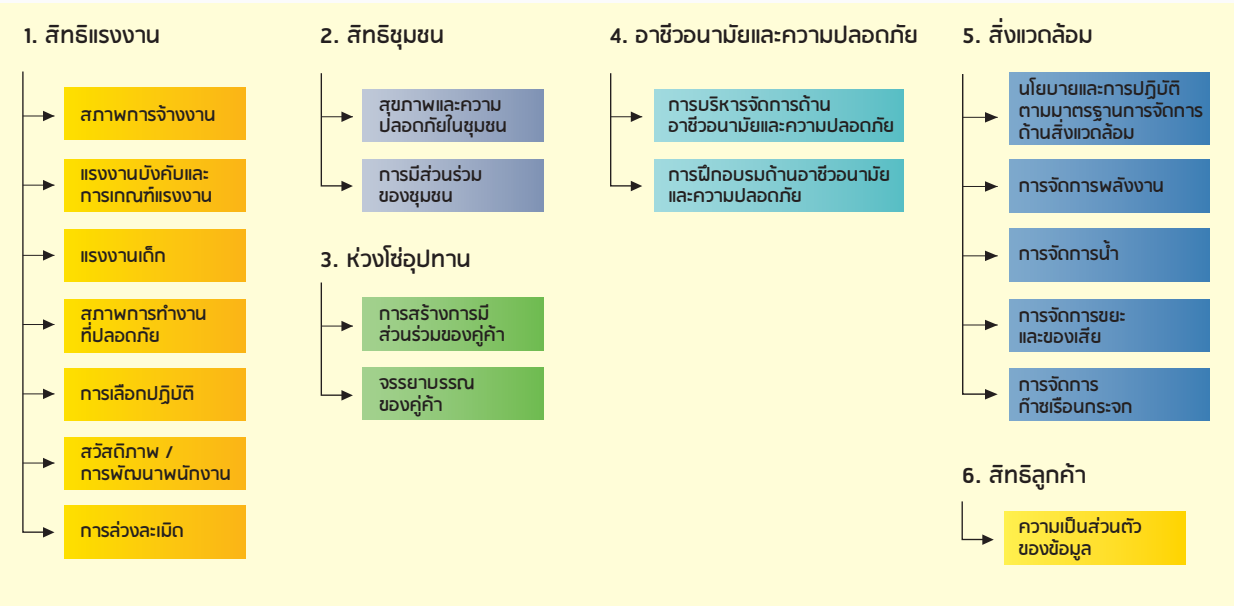 1. สิทธิแรงงาน
สภาพการจ้างงาน
แรงงานบังคับและ
การเกณฑ์แรงงาน
แรงงานเด็ก
สภาพการทำงาน
ที่ปลอดภัย
การเลือกปฏิบัติ
สวัสดิภาพ /
การพัฒนาพนักงาน
การล่วงละเมิด
2. สิทธิชุมชน
สุขภาพและความ
ปลอดภัยในชุมชน
การมีส่วนร่วม
ของชุมชน
3. ห่วงโซ่อุปทาน
การสร้างการมี
ส่วนร่วมของคู่ค้า
จรรยาบรรณ
ของคู่ค้า
4. อาชีวอนามัยและความปลอดภัย
การบริหารจัดการด้าน
อาชีวอนามัยและความปลอดภัย
การฝึกอบรมด้านอาชีวอนามัย
และความปลอดภัย
5. สิ่งแวดล้อม
นโยบายและการปฏิบัติ
ตามมาตรฐานการจัดการ
ด้านสิ่งแวดล้อม
การจัดการพลังงาน
การจัดการน้ำ
การจัดการขยะ
และของเสีย
การจัดการ
ก๊าซเรือนกระจก
6. สิทธิลูกค้า
ความเป็นส่วนตัว
ของข้อมูล